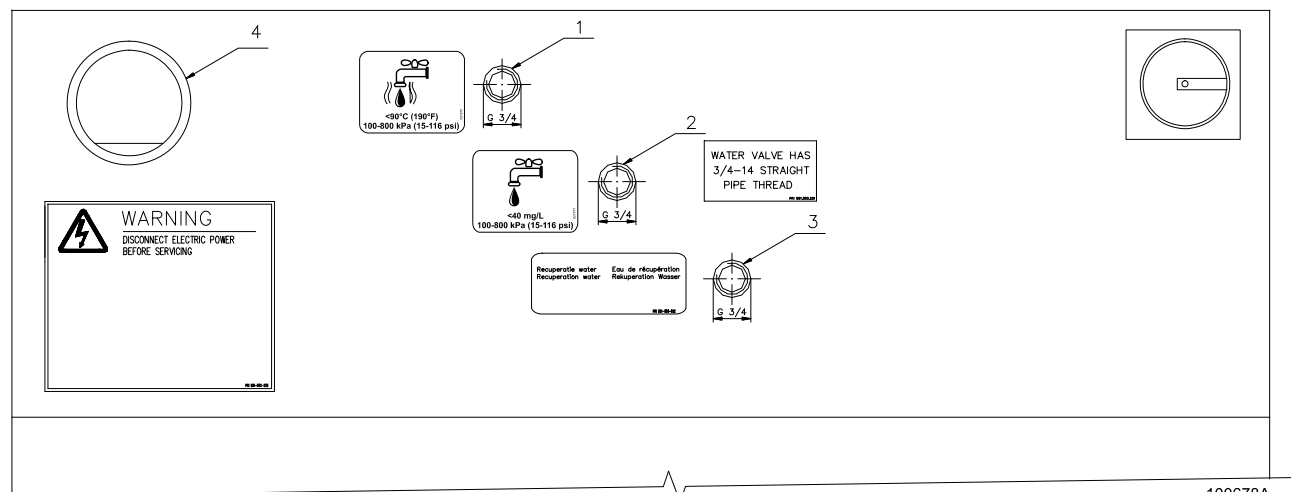 4
1
<90°C (190°F)
100-800 kPa (15-116 psi)
G 3/4
2
<40 mg/L
100-800 kPa (15-116 psi)
G 3/4
WATER VALVE HAS
3/4-14 STRAIGHT
PIPE THREAD
WARNING
DISCONNECT ELECTRIC POWER
BEFORE SERVICING
3
Recuperatie water Eau de récupération
Recuperation water Rekuperation Wasser
G 3/4